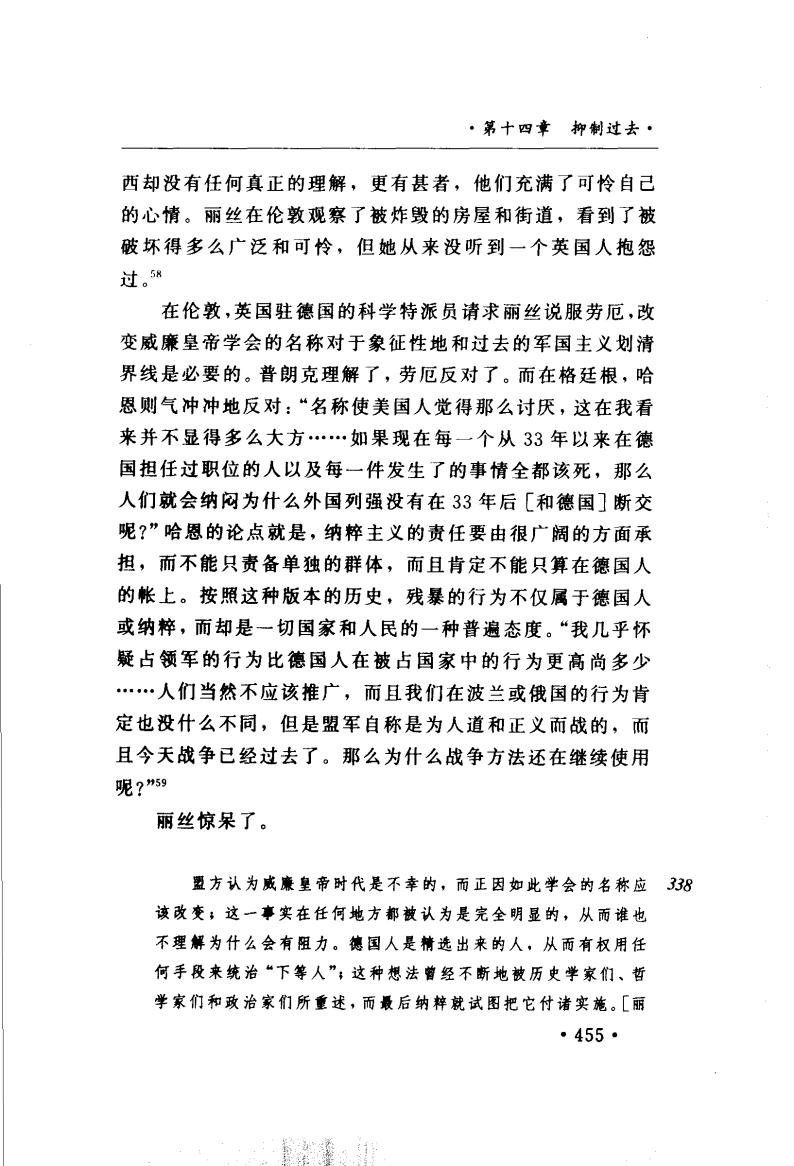 ·第十四章 抑制过去·
西却没有任何真正的理解，更有甚者，他们充满了可怜自己
的心情。丽丝在伦敦观察了被炸毁的房屋和街道，看到了被
破坏得多么广泛和可怜，但她从来没听到一个英国人抱怨
过。58
在伦敦，英国驻德国的科学特派员请求丽丝说服劳厄，改
变威廉皇帝学会的名称对于象征性地和过去的军国主义划清
界线是必要的。普朗克理解了，劳厄反对了。而在格廷根，哈
恩则气冲冲地反对：“名称使美国人觉得那么讨厌，这在我看
来并不显得多么大方……如果现在每一个从 33 年以来在德
国担任过职位的人以及每一件发生了的事情全都该死，那么
人们就会纳闷为什么外国列强没有在 33 年后［和德国］断交
呢？”哈恩的论点就是，纳粹主义的责任要由很广阔的方面承
担，而不能只责备单独的群体，而且肯定不能只算在德国人
的帐上。按照这种版本的历史，残暴的行为不仅属于德国人
或纳粹，而却是一切国家和人民的一种普遍态度。“我几乎怀
疑占领军的行为比德国人在被占国家中的行为更高尚多少
……人们当然不应该推广，而且我们在波兰或俄国的行为肯
定也没什么不同，但是盟军自称是为人道和正义而战的，而
且今天战争已经过去了。那么为什么战争方法还在继续使用
呢？”59
丽丝惊呆了。
盟方认为威廉皇帝时代是不幸的，而正因如此学会的名称应 338
该改变；这一事实在任何地方都被认为是完全明显的，从而谁也
不理解为什么会有阻力。德国人是精选出来的人，从而有权用任
何手段来统治“下等人”；这种想法曾经不断地被历史学家们、哲
学家们和政治家们所重述，而最后纳粹就试图把它付诸实施。［丽
·455·